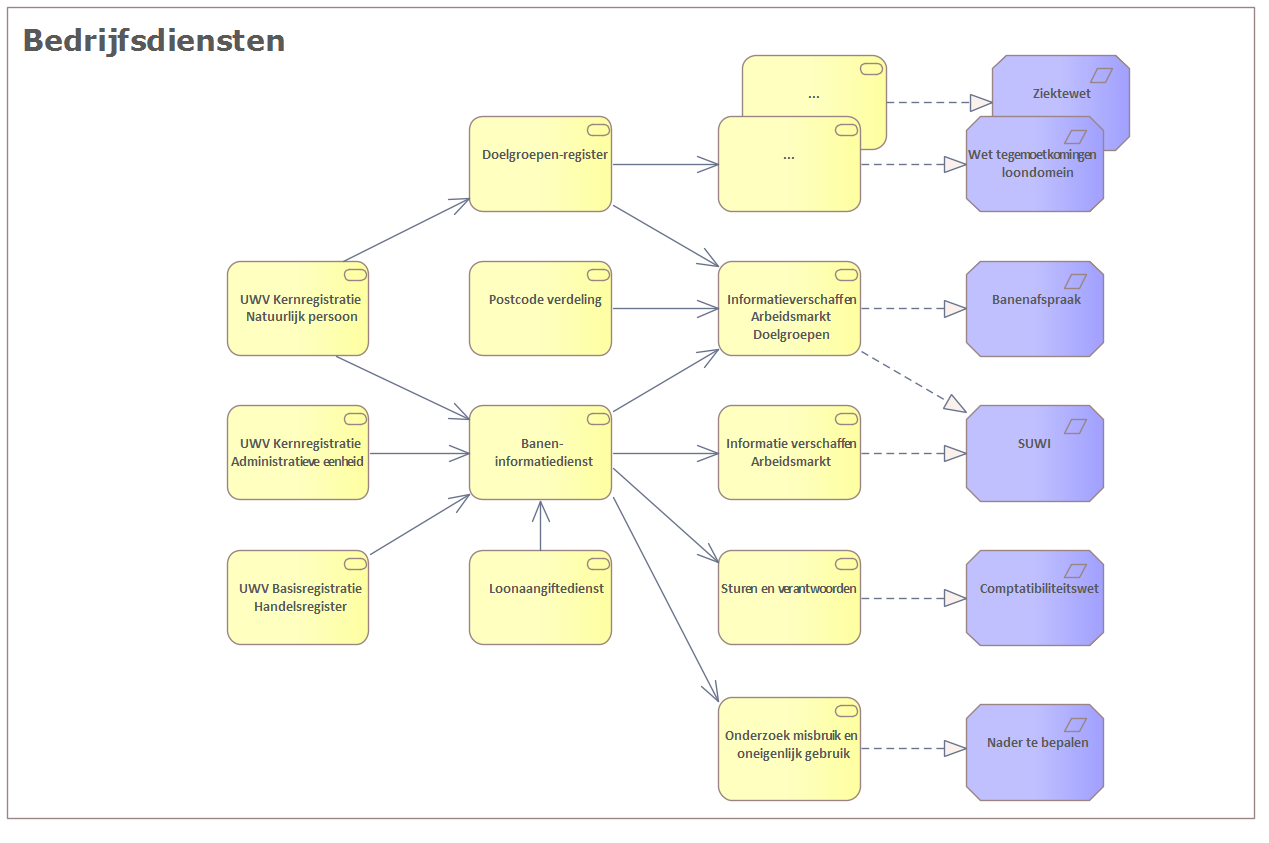 Bedrijfsdiensten
...
Ziektewet
Doelgroepen-register
...
Wet tegemoetkomingen
loondomein
UWV Kernregistratie
Natuurlijk persoon
Postcode verdeling
Informatieverschaffen
Arbeidsmarkt
Doelgroepen
Banenafspraak
UWV Kernregistratie
Administratieve eenheid
Banen-
informatiedienst
Informatie verschaffen
Arbeidsmarkt
SUWI
UWV Basisregistratie
Handelsregister
Loonaangiftedienst
Sturen en verantwoorden
Comptatibiliteitswet
Onderzoek misbruik en
oneigenlijk gebruik
Nader te bepalen